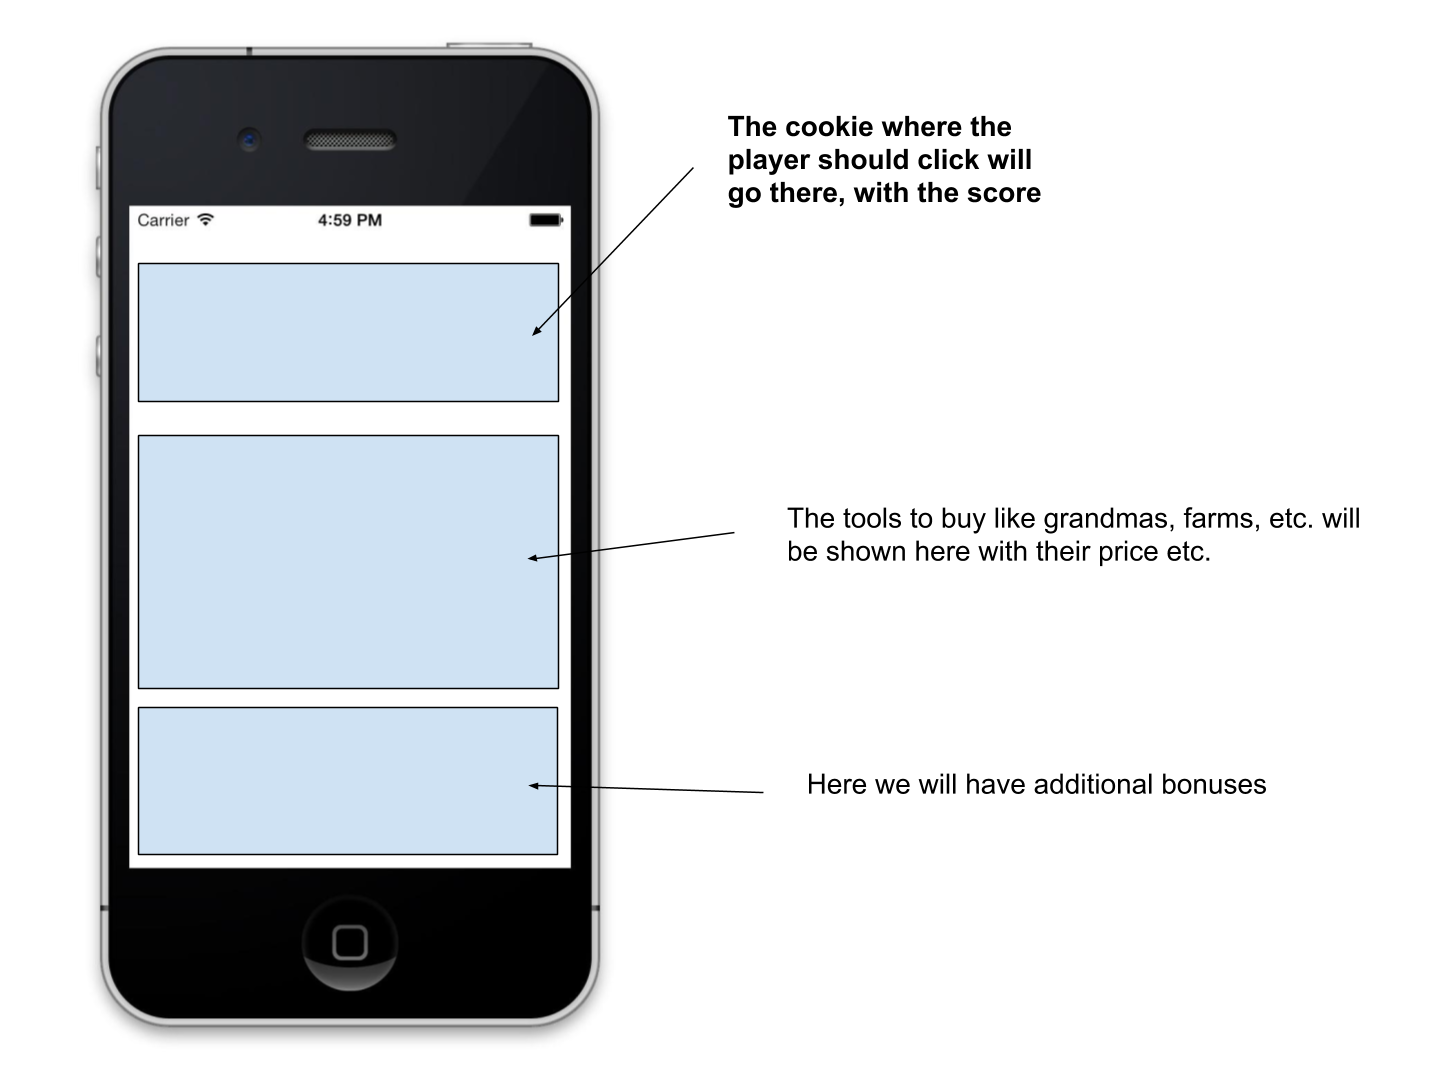 The cookie where the
player should click will
go there, with the score
Carrier
4:59 PM
The tools to buy like grandmas, farms, etc. will
be shown here with their price etc.
Here we will have additional bonuses